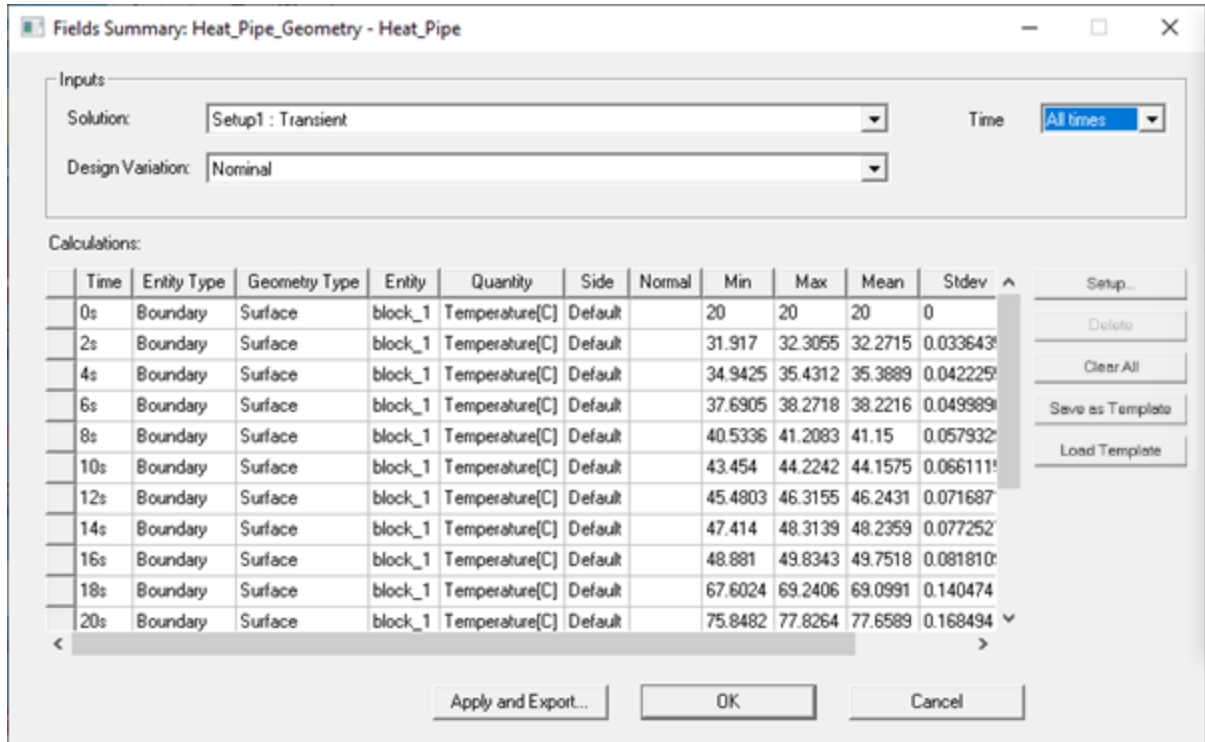 Fields Summary: Heat_Pipe_Geometry - Heat_Pipe
Inputs
Solution: Setup1 : Transient Time All times
Design Variation: Nominal
Calculations:
Time Entity Type Geometry Type Entity Quantity Side Normal Min Max Mean Stdev
0s Boundary Surface block_1 Temperature[C] Default 20 20 20 0
2s Boundary Surface block_1 Temperature[C] Default 31.917 32.3055 32.2715
4s Boundary Surface block_1 Temperature[C] Default 34.9425 35.4312 35.3889
6s Boundary Surface block_1 Temperature[C] Default 37.6905 38.2718 38.2216
8s Boundary Surface block_1 Temperature[C] Default 40.5336 41.2083 41.15
10s Boundary Surface block_1 Temperature[C] Default 43.454 44.2242 44.1575
12s Boundary Surface block_1 Temperature[C] Default 45.4803 46.3155 46.2431
14s Boundary Surface block_1 Temperature[C] Default 47.414 48.3139 48.2359
16s Boundary Surface block_1 Temperature[C] Default 48.881 49.8343 49.7518
18s Boundary Surface block_1 Temperature[C] Default 67.6024 69.2406 69.0991 0.140474
20s Boundary Surface block_1 Temperature[C] Default 75.8482 77.8264 77.6589 0.168494
Setup...
Delete
Clear All
Save as Template
Load Template
Apply and Export... OK Cancel